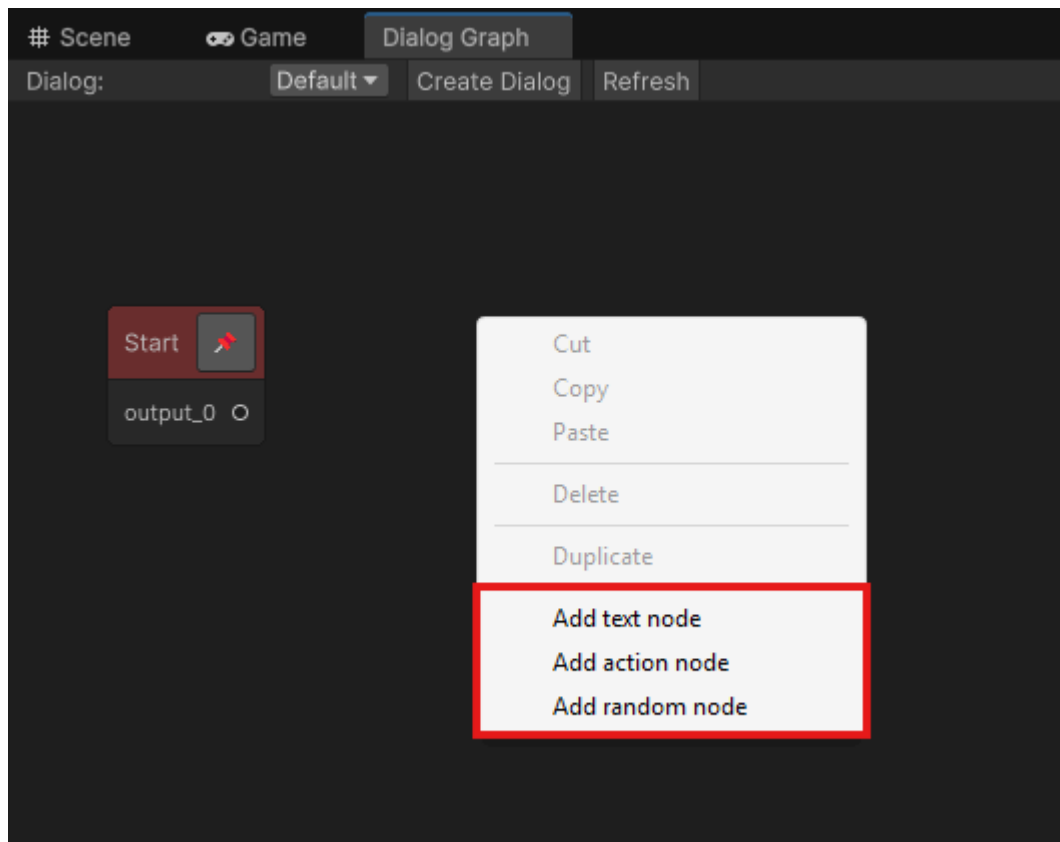 Scene Game Dialog Graph
Dialog: Default Create Dialog Refresh
Start
output_0
Cut
Copy
Paste
Delete
Duplicate
Add text node
Add action node
Add random node